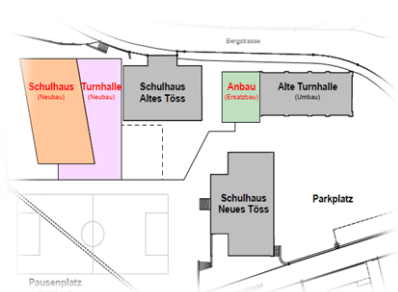 Bergstrasse
Schulhaus
(Neubau)
Turnhalle
(Neubau)
Schulhaus
Altes Töss
Anbau
(Ersatzbau)
Alte Turnhalle
(Umbau)
Schulhaus
Neues Töss
Parkplatz
Pausenplatz